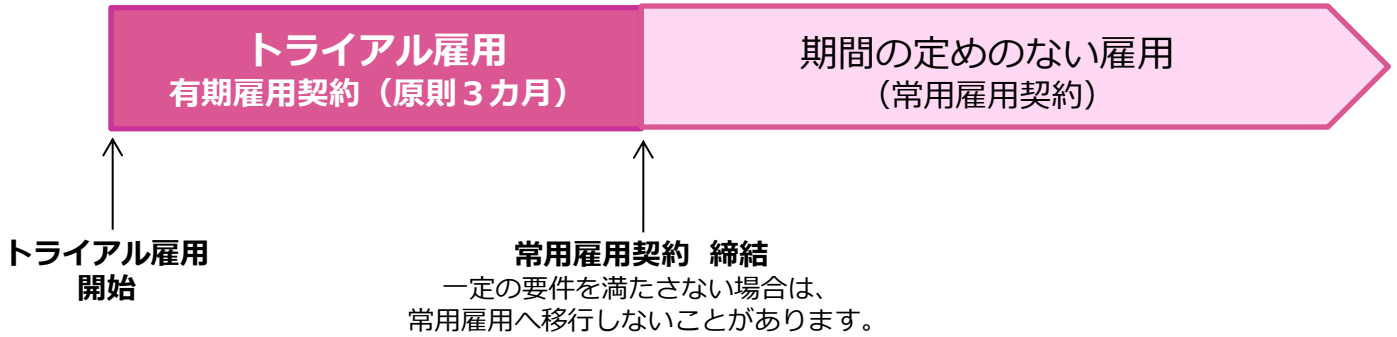 トライアル雇用
有期雇用契約（原則３カ月）
期間の定めのない雇用
（常用雇用契約）
トライアル雇用
開始
常用雇用契約 締結
一定の要件を満たさない場合は、
常用雇用へ移行しないことがあります。